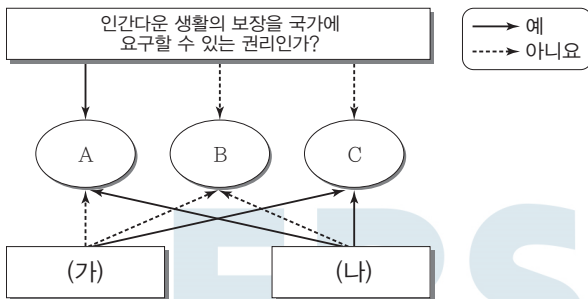 인간다운 생활의 보장을 국가에
요구할 수 있는 권리인가?
예
아니요
A
B
C
(가)
(나)
EBS